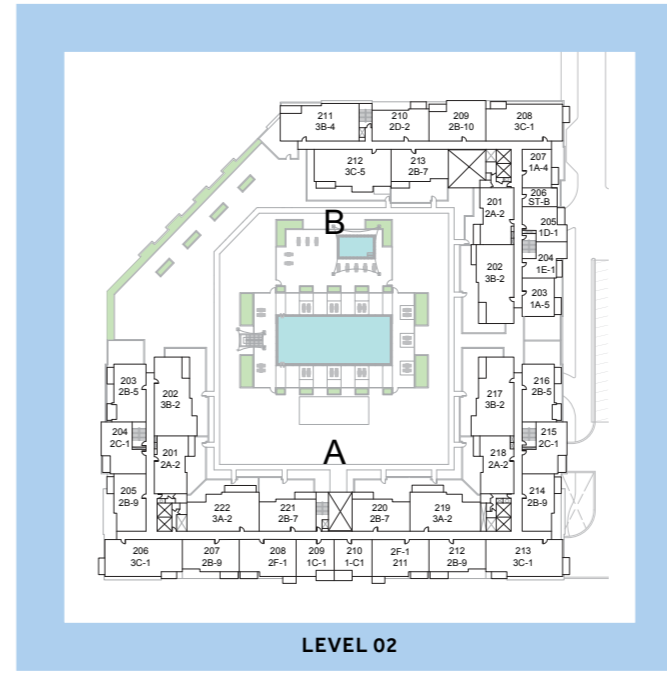 211
3B-4
210
2D-2
209
2B-10
208
3C-1
212
3C-5
213
2B-7
207
1A-4
206
ST-B
201
2A-2
205
1D-1
B
202
3B-2
204
1E-1
203
1A-5
203
2B-5
202
3B-2
217
3B-2
216
2B-5
204
2C-1
215
2C-1
201
2A-2
A
218
2A-2
205
2B-9
214
2B-9
222
3A-2
221
2B-7
220
2B-7
219
3A-2
206
3C-1
207
2B-9
208
2F-1
209
1C-1
210
1-C1
2F-1
211
212
2B-9
213
3C-1
LEVEL 02